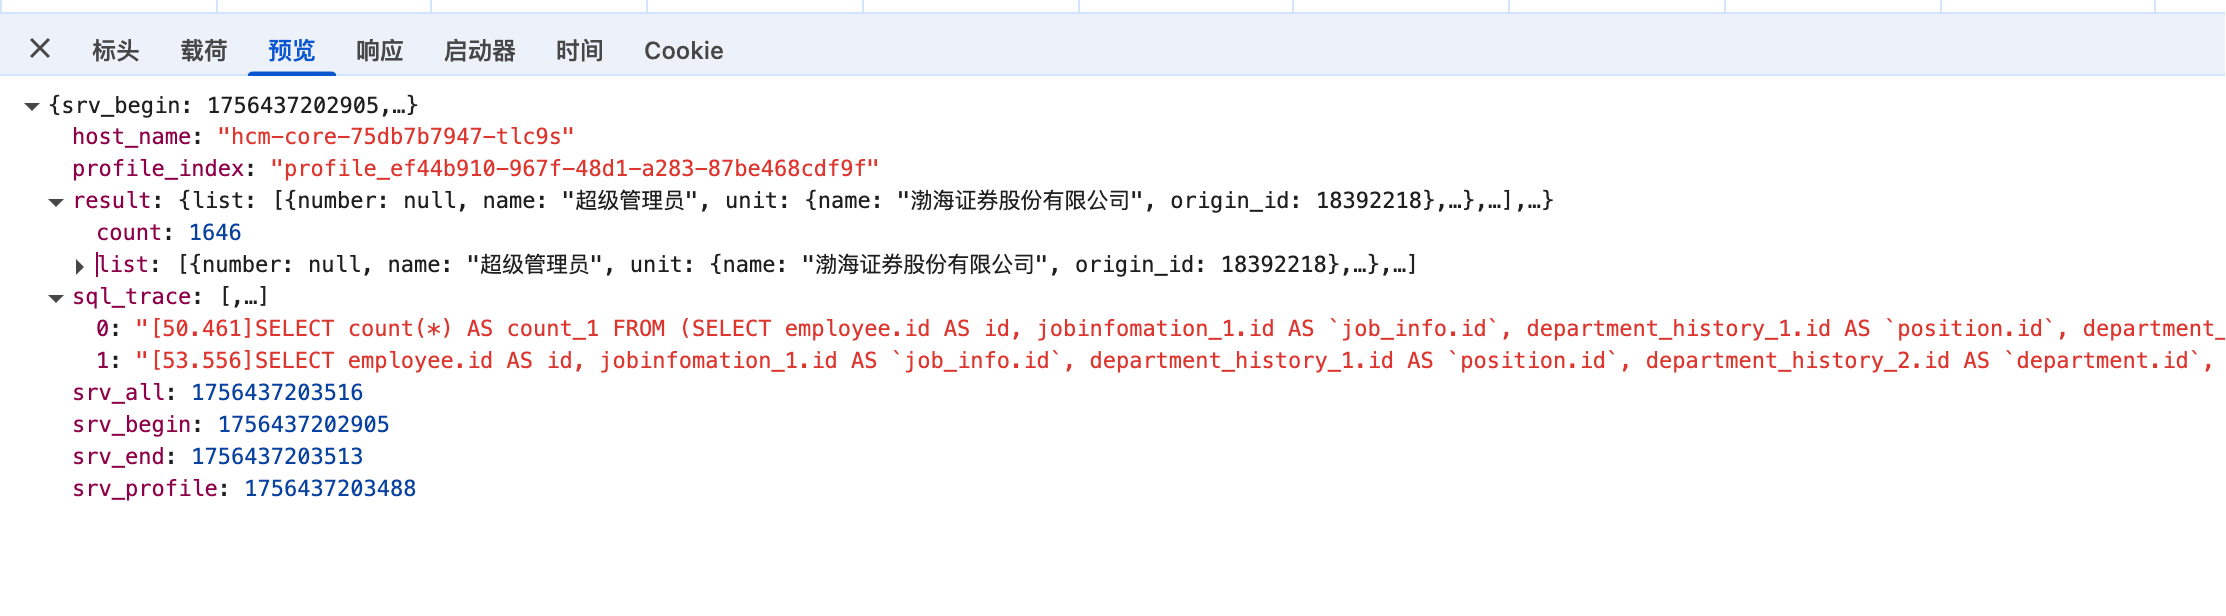 标头 载荷 预览 响应 启动器 时间 Cookie
{srv_begin: 1756437202905,…}
host_name: "hcm-core-75db7b7947-tlc9s"
profile_index: "profile_ef44b910-967f-48d1-a283-87be468cdf9f"
result: {list: [{number: null, name: "超级管理员", unit: {name: "渤海证券股份有限公司", origin_id: 18392218},…},…],…}
count: 1646
list: [{number: null, name: "超级管理员", unit: {name: "渤海证券股份有限公司", origin_id: 18392218},…},…]
sql_trace: [,…]
0: "[50.461]SELECT count(*) AS count_1 FROM (SELECT employee.id AS id, jobinfomation_1.id AS `job_info.id`, department_history_1.id AS `position.id`, department_
1: "[53.556]SELECT employee.id AS id, jobinfomation_1.id AS `job_info.id`, department_history_1.id AS `position.id`, department_history_2.id AS `department.id`,
srv_all: 1756437203516
srv_begin: 1756437202905
srv_end: 1756437203513
srv_profile: 1756437203488